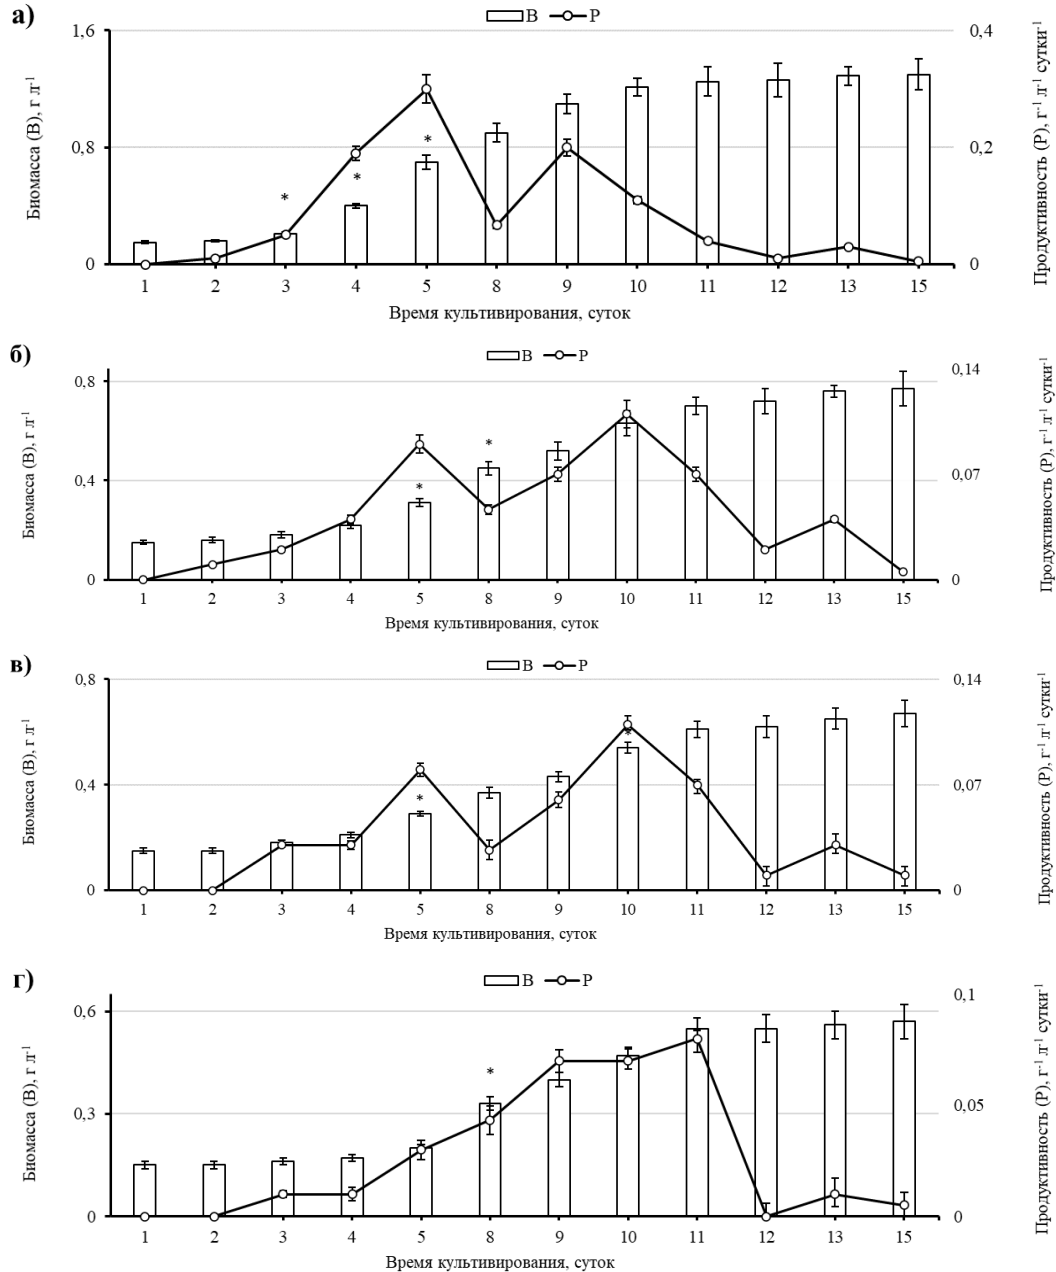 а)
B P
1,6
0,8
0
0,4
0,2
0
Биомасса (В), г л-1
Продуктивность (Р), г-1 л-1 сутки-1
* * *
1 2 3 4 5 8 9 10 11 12 13 15
Время культивирования, суток
б)
B P
0,8
0,4
0
0,14
0,07
0
Биомасса (В), г л-1
Продуктивность (Р), г-1 л-1 сутки-1
* *
1 2 3 4 5 8 9 10 11 12 13 15
Время культивирования, суток
в)
B P
0,8
0,4
0
0,14
0,07
0
Биомасса (В), г л-1
Продуктивность (Р), г-1 л-1 сутки-1
* *
1 2 3 4 5 8 9 10 11 12 13 15
Время культивирования, суток
г)
B P
0,6
0,3
0
0,1
0,05
0
Биомасса (В), г л-1
Продуктивность (Р), г-1 л-1 сутки-1
*
1 2 3 4 5 8 9 10 11 12 13 15
Время культивирования, суток